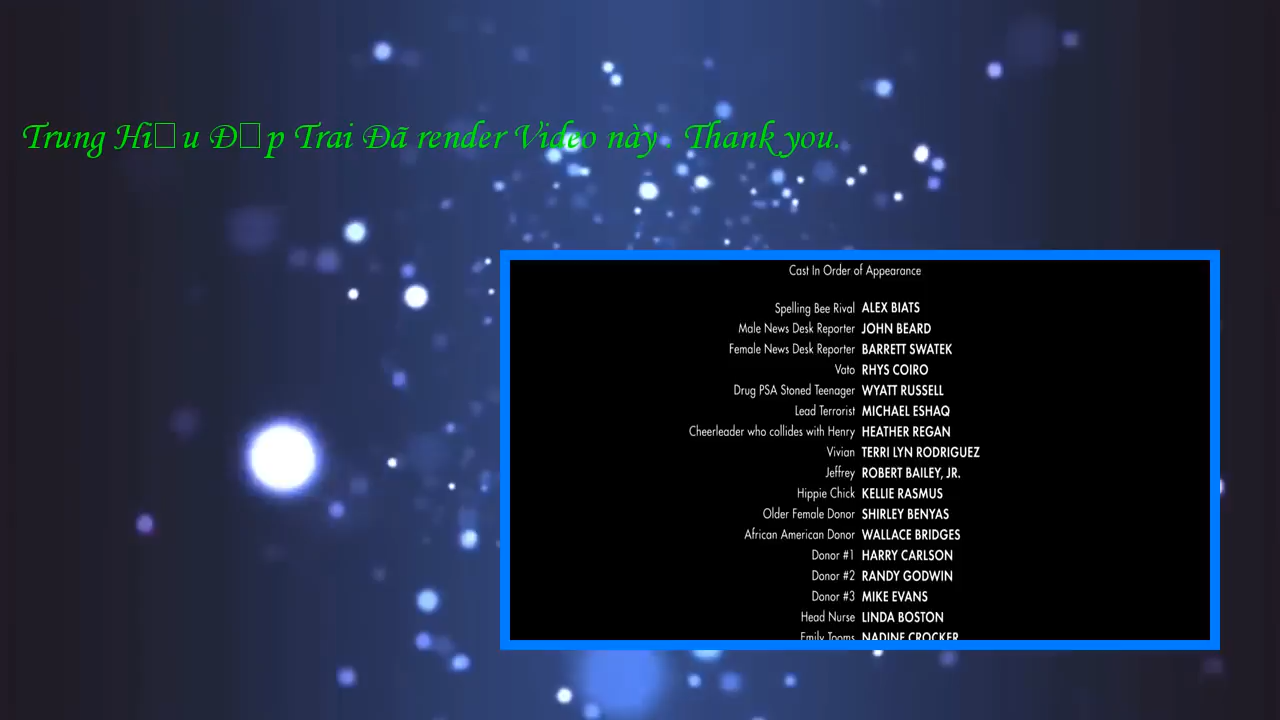 Trung Hi□u Đ□p Trai Đã render Video này . Thank you.
Cast In Order of Appearance
Spelling Bee Rival ALEX BIATS
Male News Desk Reporter JOHN BEARD
Female News Desk Reporter BARRETT SWATEK
Vato RHYS COIRO
Drug PSA Stoned Teenager WYATT RUSSELL
Lead Terrorist MICHAEL ESHAQ
Cheerleader who collides with Henry HEATHER REGAN
Vivian TERRI LYN RODRIGUEZ
Jeffrey ROBERT BAILEY, JR.
Hippie Chick KELLIE RASMUS
Older Female Donor SHIRLEY BENYAS
African American Donor WALLACE BRIDGES
Donor #1 HARRY CARLSON
Donor #2 RANDY GODWIN
Donor #3 MIKE EVANS
Head Nurse LINDA BOSTON
Emily Tooms NADINE CROCKER